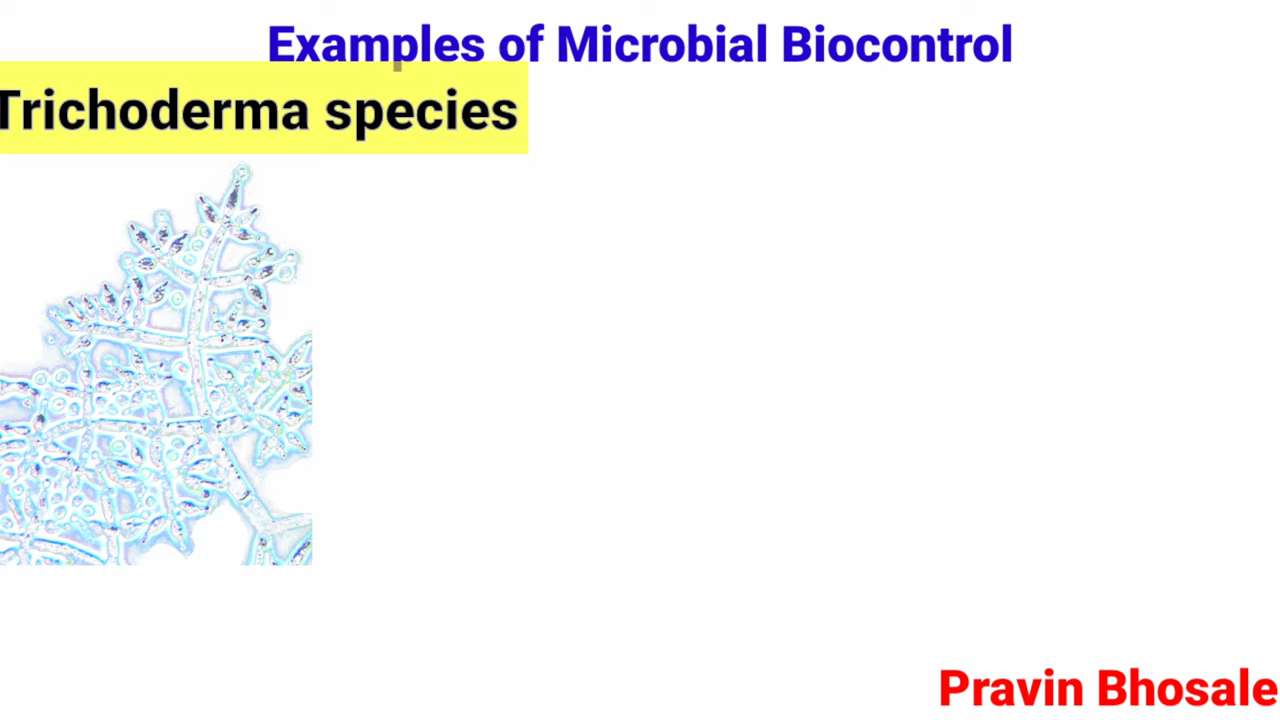 Examples of Microbial Biocontrol
Trichoderma species
Pravin Bhosale